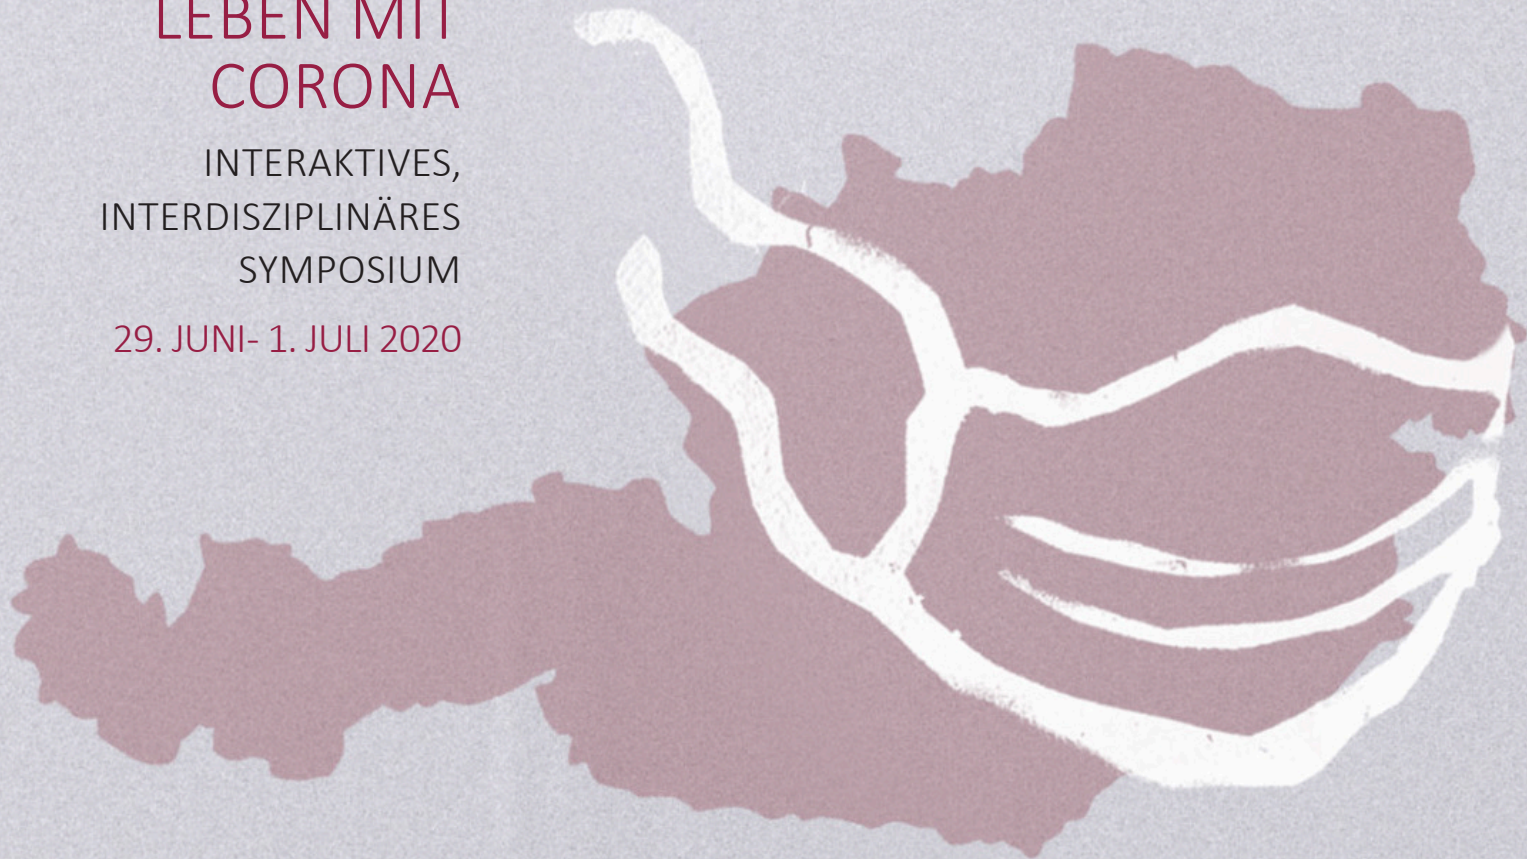 LEBEN MIT
CORONA
INTERAKTIVES,
INTERDISZIPLINÄRES
SYMPOSIUM
29. JUNI- 1. JULI 2020